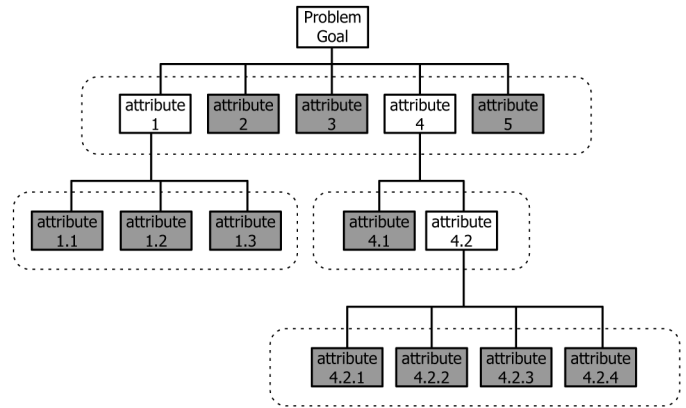 Problem
Goal
attribute
1
attribute
2
attribute
3
attribute
4
attribute
5
attribute
1.1
attribute
1.2
attribute
1.3
attribute
4.1
attribute
4.2
attribute
4.2.1
attribute
4.2.2
attribute
4.2.3
attribute
4.2.4